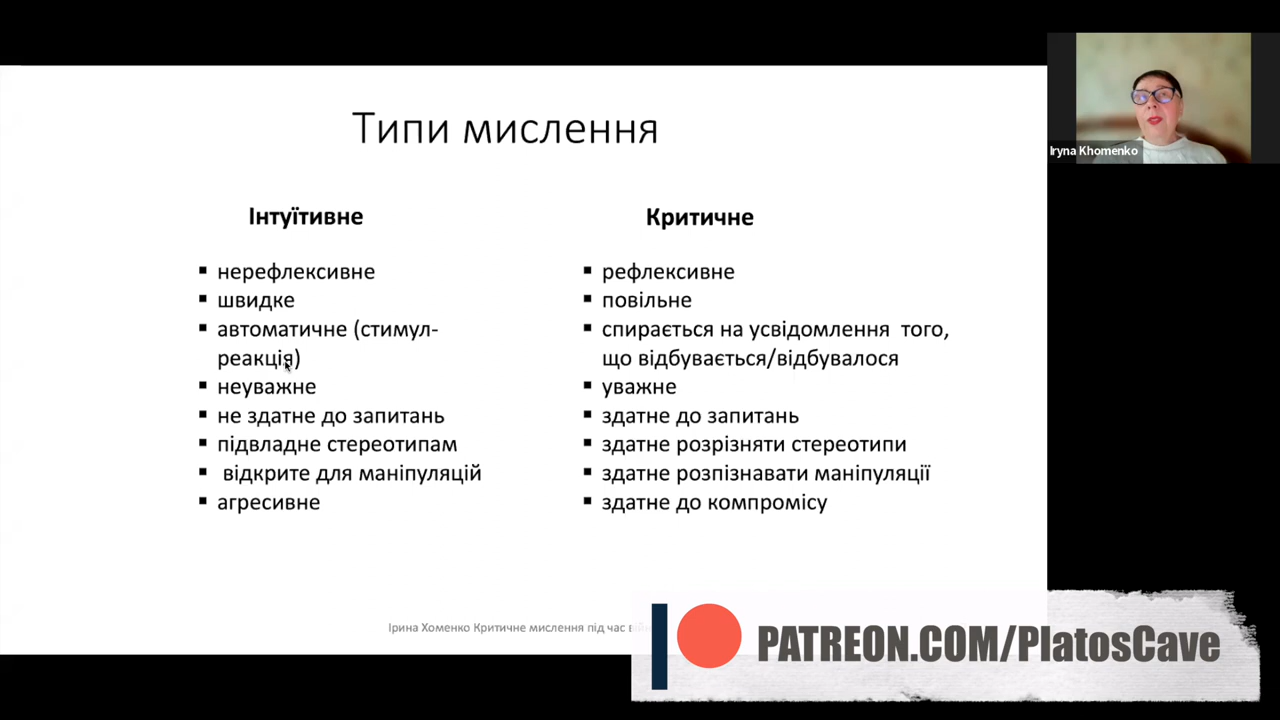 Типи мислення
Iryna Khomenko
Інтуїтивне
▪ нерефлексивне
▪ швидке
▪ автоматичне (стимул-
реакція)
▪ неуважне
▪ не здатне до запитань
▪ підвладне стереотипам
▪ відкрите для маніпуляцій
▪ агресивне
Критичне
▪ рефлексивне
▪ повільне
▪ спирається на усвідомлення того,
що відбувається/відбувалося
▪ уважне
▪ здатне до запитань
▪ здатне розрізняти стереотипи
▪ здатне розпізнавати маніпуляції
▪ здатне до компромісу
Ірина Хоменко Критичне мислення під час
PATREON.COM/PlatosCave